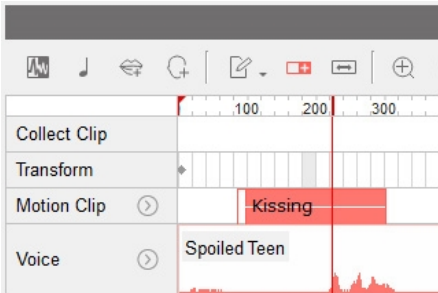 100 200 300
Collect Clip
Transform
Motion Clip Kissing
Voice Spoiled Teen